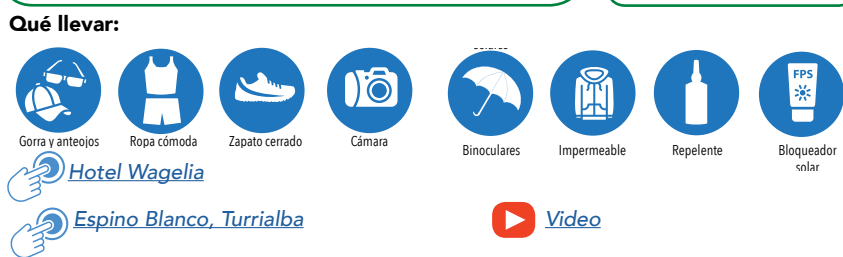 Qué llevar:
FPS
Gorra y anteojos
Ropa cómoda
Zapato cerrado
Cámara
Binoculares
Impermeable
Repelente
Bloqueador
solar
Hotel Wagelia
Espino Blanco, Turrialba
Video